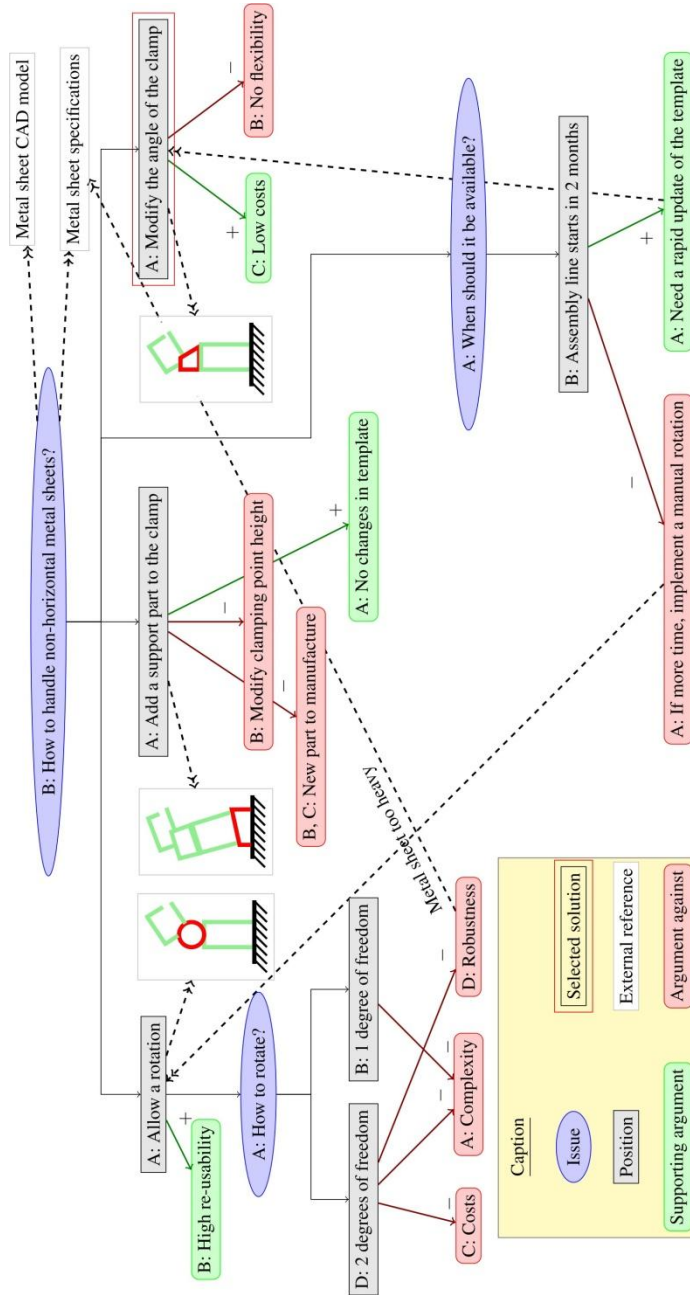 B: How to handle non-horizontal metal sheets?
Metal sheet CAD model
Metal sheet specifications
A: Allow a rotation
A: Add a support part to the clamp
A: Modify the angle of the clamp
+
B: High re-usability
A: How to rotate?
−
B: Modify clamping point height
−
B, C: New part to manufacture
+
A: No changes in template
+
C: Low costs
−
B: No flexibility
D: 2 degrees of freedom
B: 1 degree of freedom
−
C: Costs
−
−
A: Complexity
−
D: Robustness
Metal sheet too heavy
A: When should it be available?
B: Assembly line starts in 2 months
−
A: If more time, implement a manual rotation
+
A: Need a rapid update of the template
Caption
Issue
Selected solution
Position
External reference
Supporting argument
Argument against